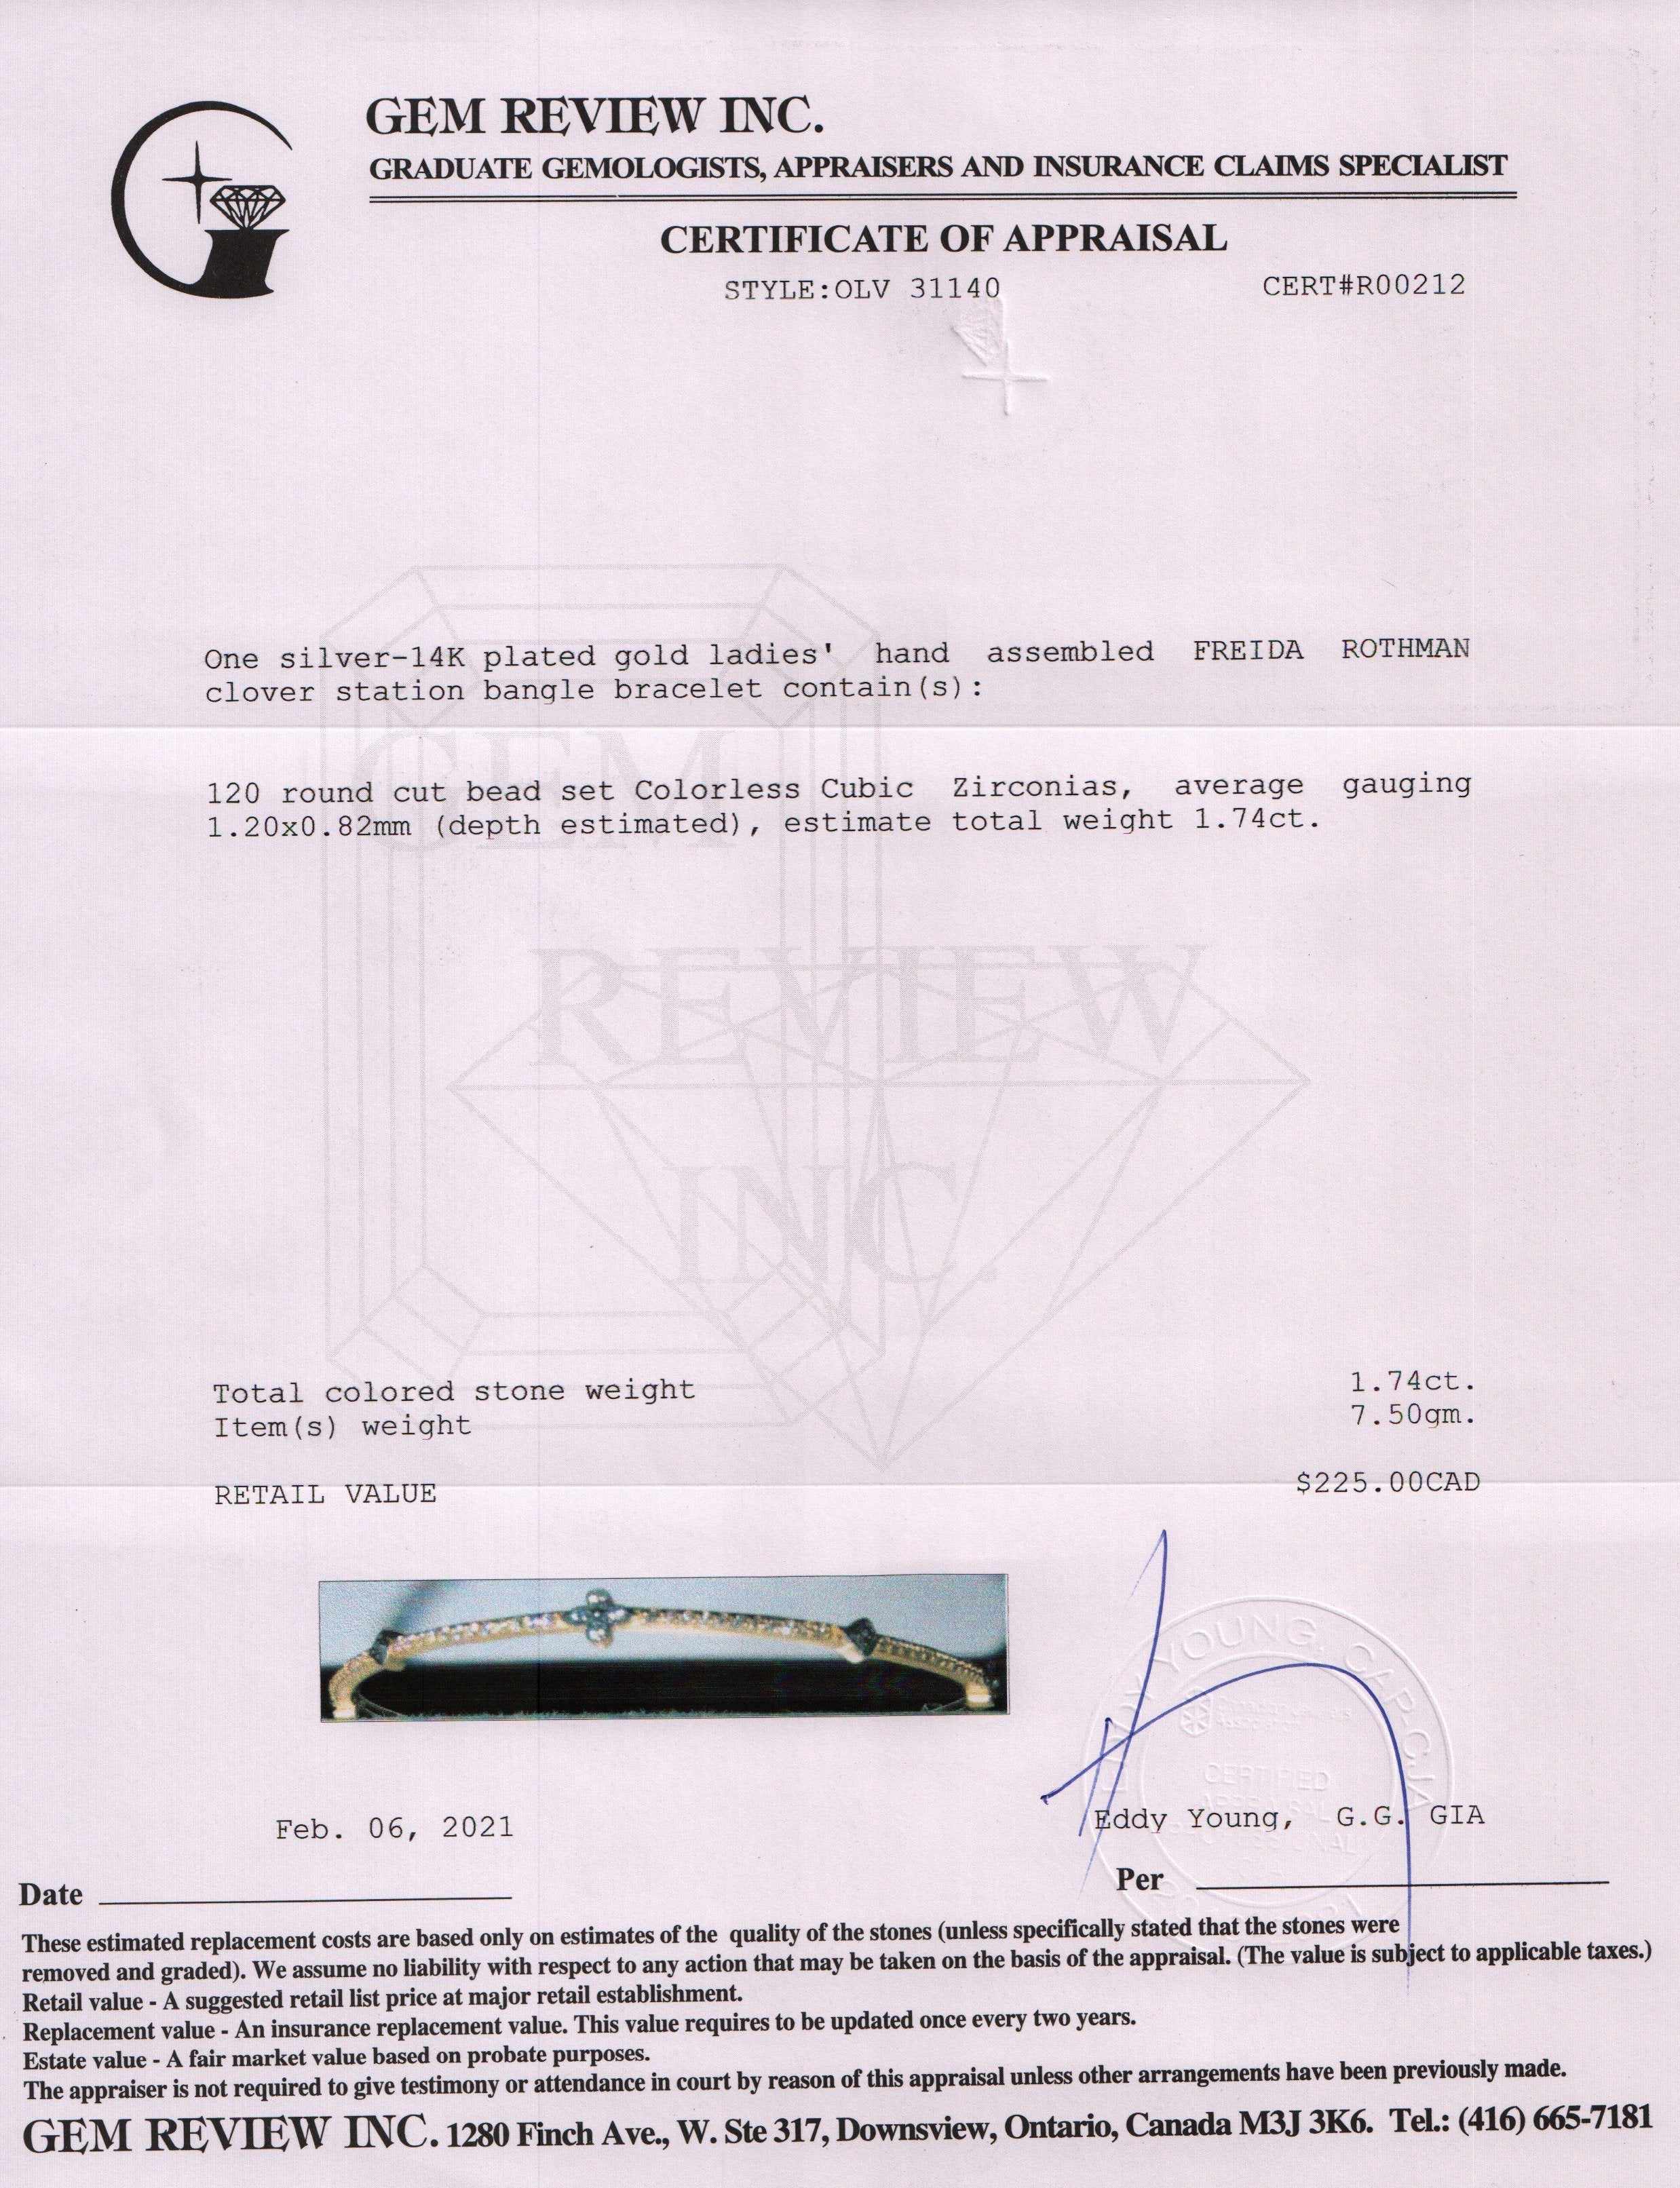 GEM REVIEW INC.
GRADUATE GEMOLOGISTS, APPRAISERS AND INSURANCE CLAIMS SPECIALIST
CERTIFICATE OF APPRAISAL
STYLE:OLV 31140 CERT#R00212
One silver-14K plated gold ladies' hand assembled FREIDA ROTHMAN
clover station bangle bracelet contain(s):
GEM
120 round cut bead set Colorless Cubic Zirconias, average gauging
1.20x0.82mm (depth estimated), estimate total weight 1.74ct.
REVIEW
INC.
Total colored stone weight 1.74ct.
Item(s) weight 7.50gm.
RETAIL VALUE $225.00CAD
EDDY YOUNG, CAP-CJA
CERTIFIED
APPRAISAL
PROFESSIONAL
Feb. 06, 2021
Eddy Young, G.G. GIA
Date
Per
These estimated replacement costs are based only on estimates of the quality of the stones (unless specifically stated that the stones were
removed and graded). We assume no liability with respect to any action that may be taken on the basis of the appraisal. (The value is subject to applicable taxes.)
Retail value - A suggested retail list price at major retail establishment.
Replacement value - An insurance replacement value. This value requires to be updated once every two years.
Estate value - A fair market value based on probate purposes.
The appraiser is not required to give testimony or attendance in court by reason of this appraisal unless other arrangements have been previously made.
GEM REVIEW INC. 1280 Finch Ave., W. Ste 317, Downsview, Ontario, Canada M3J 3K6. Tel.: (416) 665-7181